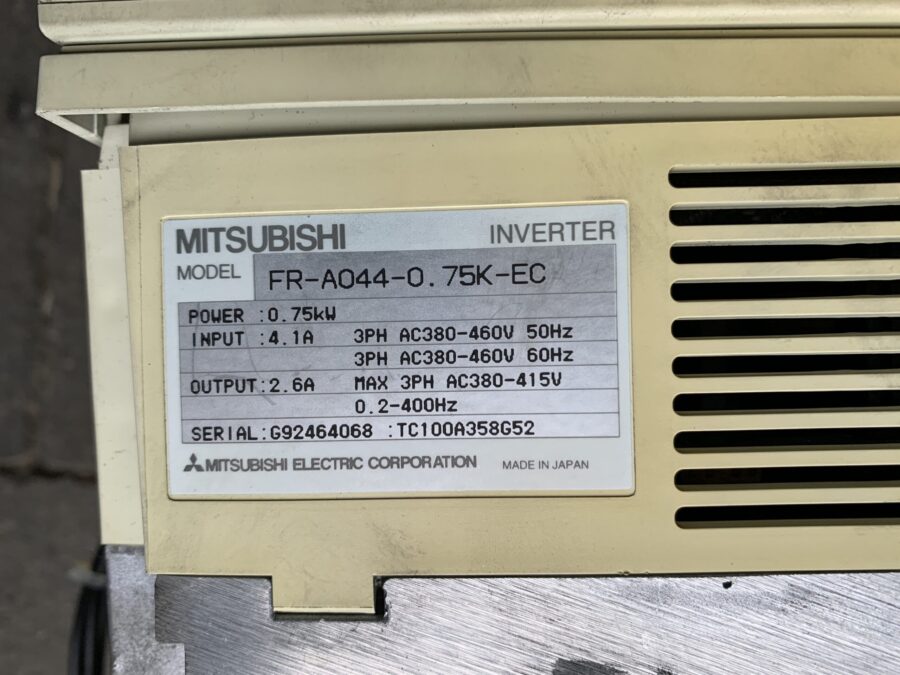 MITSUBISHI INVERTER
MODEL FR-A044-0.75K-EC
POWER :0.75kW
INPUT :4.1A 3PH AC380-460V 50Hz
3PH AC380-460V 60Hz
OUTPUT:2.6A MAX 3PH AC380-415V
0.2-400Hz
SERIAL:G92464068 :TC100A358G52
MITSUBISHI ELECTRIC CORPORATION MADE IN JAPAN